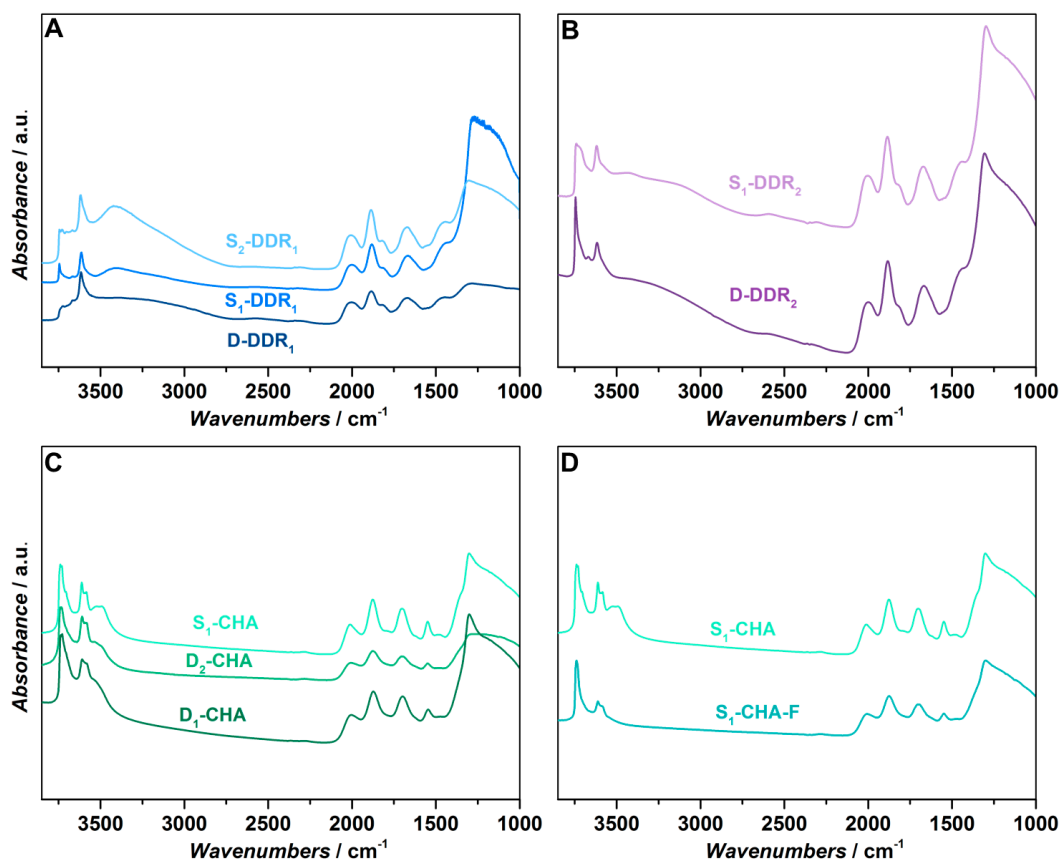 A
Absorbance / a.u.
S₂-DDR₁
S₁-DDR₁
D-DDR₁
3500 3000 2500 2000 1500 1000
Wavenumbers / cm⁻¹
B
S₁-DDR₂
D-DDR₂
3500 3000 2500 2000 1500 1000
Wavenumbers / cm⁻¹
C
Absorbance / a.u.
S₁-CHA
D₂-CHA
D₁-CHA
3500 3000 2500 2000 1500 1000
Wavenumbers / cm⁻¹
D
S₁-CHA
S₁-CHA-F
3500 3000 2500 2000 1500 1000
Wavenumbers / cm⁻¹